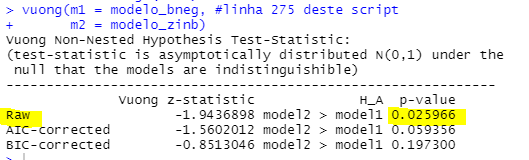 > vuong(m1 = modelo_bneg, #linha 275 deste script
+       m2 = modelo_zinb)
Vuong Non-Nested Hypothesis Test-Statistic:
(test-statistic is asymptotically distributed N(0,1) under the
 null that the models are indistinguishible)
-------------------------------------------------------------
              Vuong z-statistic             H_A  p-value
Raw                  -1.9436898 model2 > model1 0.025966
AIC-corrected        -1.5602012 model2 > model1 0.059356
BIC-corrected        -0.8513046 model2 > model1 0.197300
>